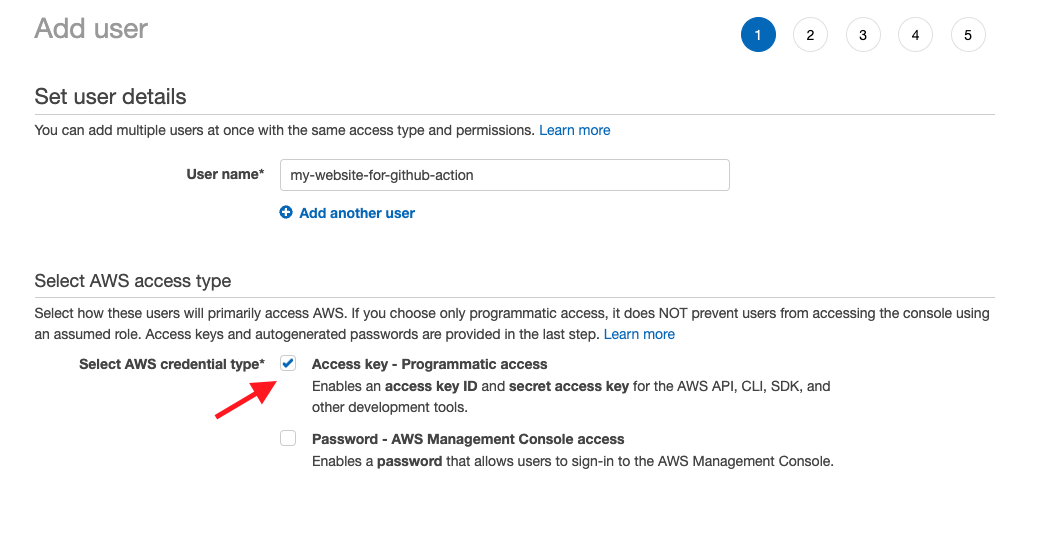 Add user
1 2 3 4 5
Set user details
You can add multiple users at once with the same access type and permissions. Learn more
User name* my-website-for-github-action
Add another user
Select AWS access type
Select how these users will primarily access AWS. If you choose only programmatic access, it does NOT prevent users from accessing the console using
an assumed role. Access keys and autogenerated passwords are provided in the last step. Learn more
Select AWS credential type* Access key - Programmatic access
Enables an access key ID and secret access key for the AWS API, CLI, SDK, and
other development tools.
Password - AWS Management Console access
Enables a password that allows users to sign-in to the AWS Management Console.